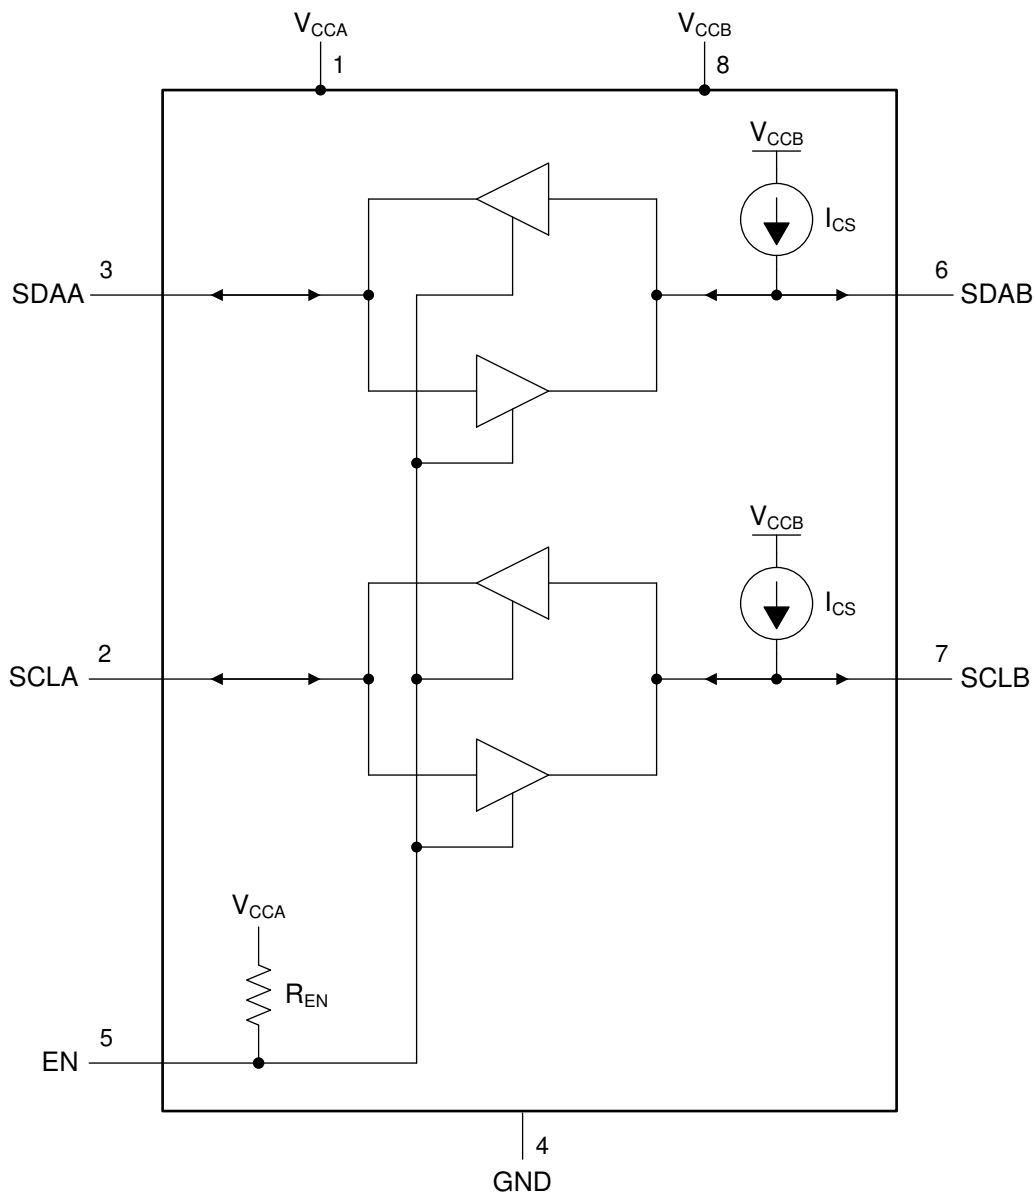 VCCA
VCCB
1
8
VCCB
ICS
3
SDAA
6
SDAB
VCCB
ICS
2
SCLA
7
SCLB
VCCA
REN
5
EN
4
GND